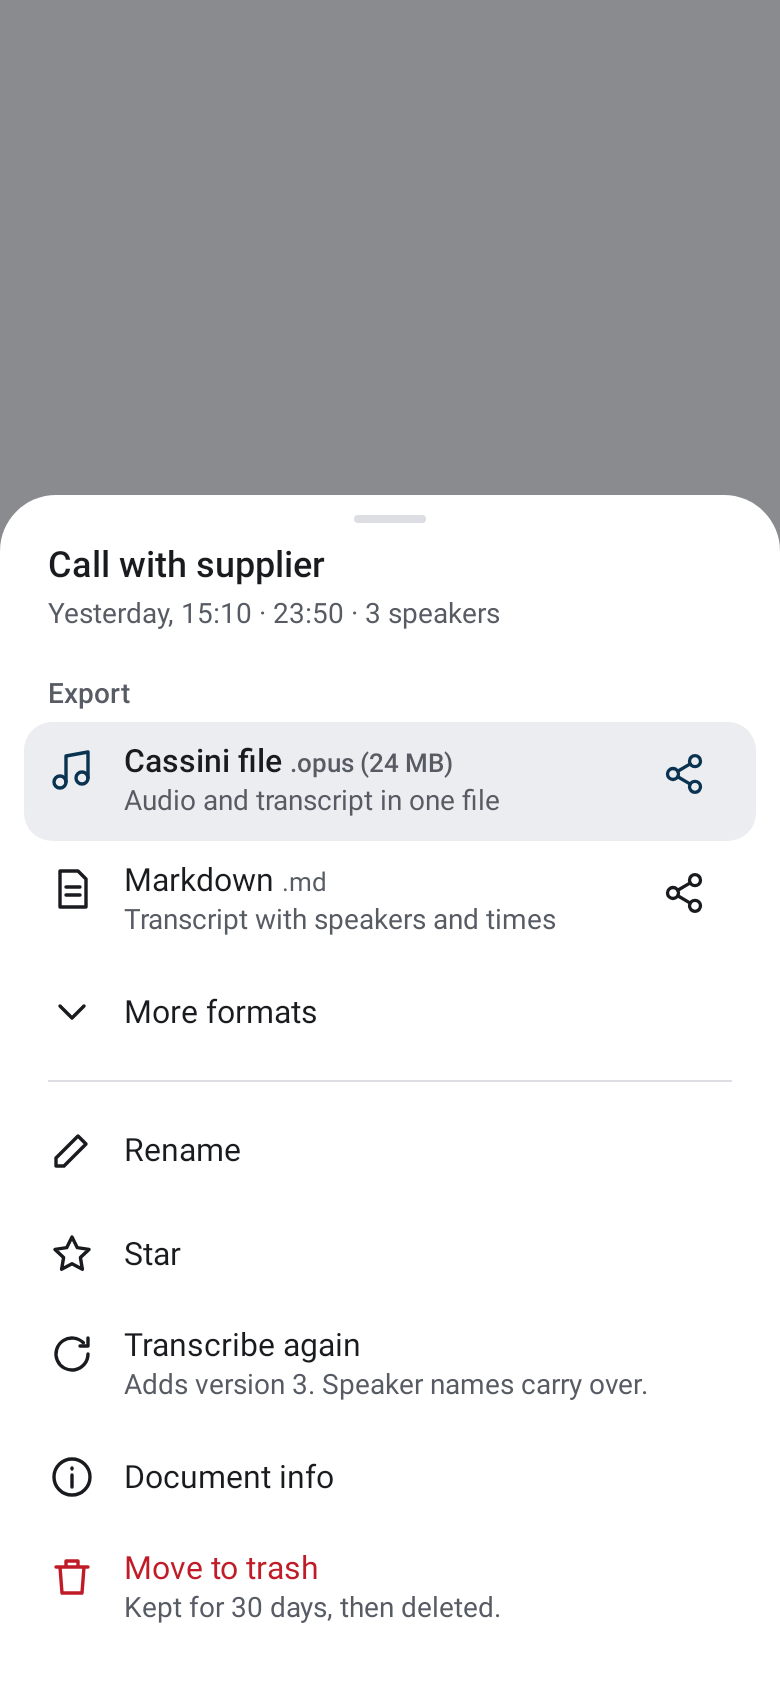 Call with supplier
Yesterday, 15:10 · 23:50 · 3 speakers
Export
Cassini file .opus (24 MB)
Audio and transcript in one file
Markdown .md
Transcript with speakers and times
More formats
Rename
Star
Transcribe again
Adds version 3. Speaker names carry over.
Document info
Move to trash
Kept for 30 days, then deleted.